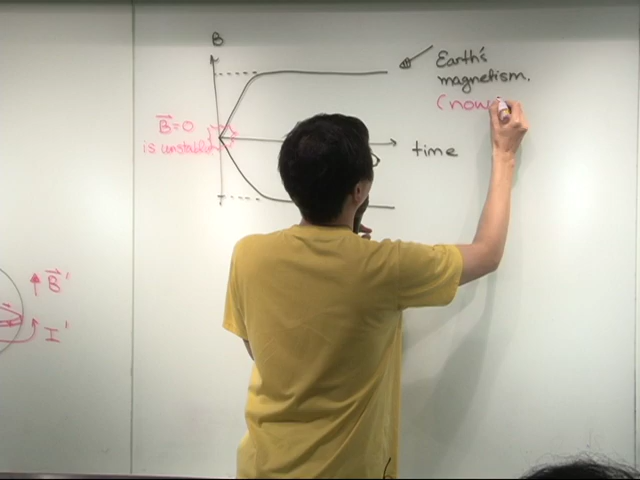 B
Earth's
magnetism.
(now
B⃗=0
is unstable
time
B⃗'
I'